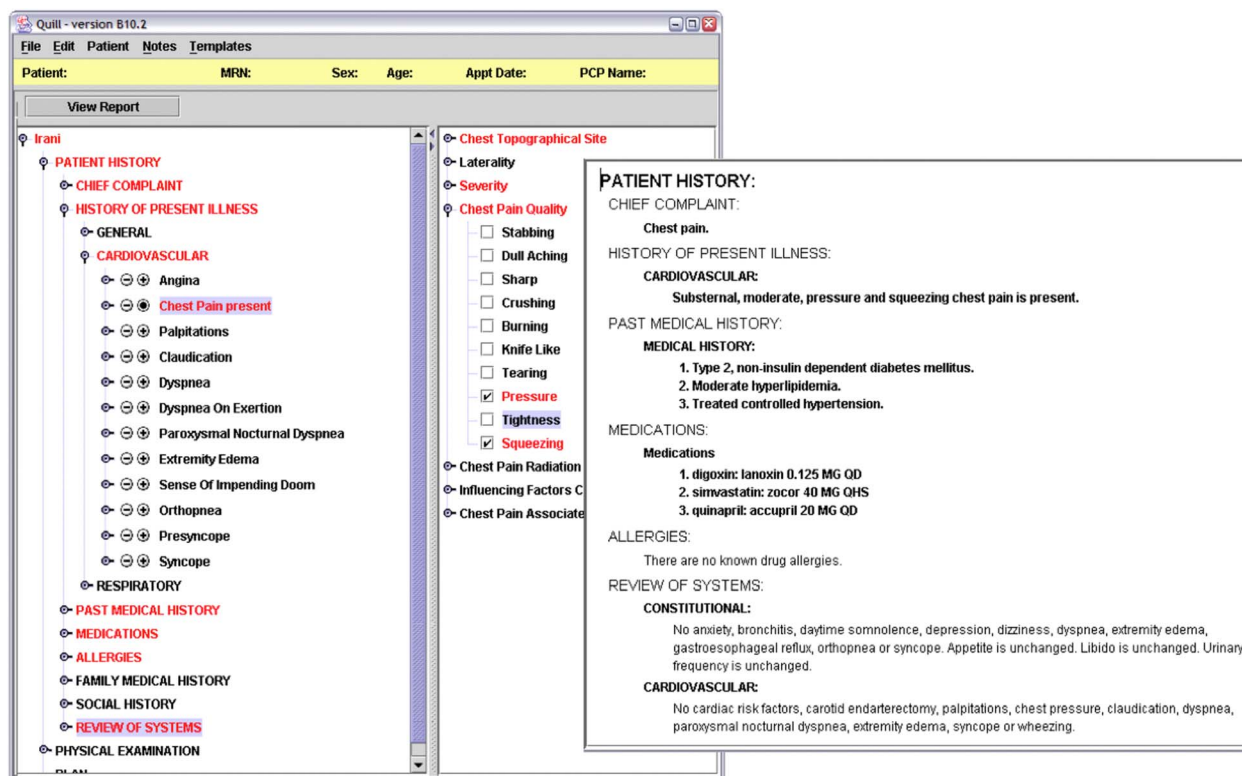 Quill - version B10.2
File Edit Patient Notes Templates
Patient: MRN: Sex: Age: Appt Date: PCP Name:
View Report
Irani
PATIENT HISTORY
CHIEF COMPLAINT
HISTORY OF PRESENT ILLNESS
GENERAL
CARDIOVASCULAR
Angina
Chest Pain present
Palpitations
Claudication
Dyspnea
Dyspnea On Exertion
Paroxysmal Nocturnal Dyspnea
Extremity Edema
Sense Of Impending Doom
Orthopnea
Presyncope
Syncope
RESPIRATORY
PAST MEDICAL HISTORY
MEDICATIONS
ALLERGIES
FAMILY MEDICAL HISTORY
SOCIAL HISTORY
REVIEW OF SYSTEMS
PHYSICAL EXAMINATION
PLAN
Chest Topographical Site
Laterality
Severity
Chest Pain Quality
Stabbing
Dull Aching
Sharp
Crushing
Burning
Knife Like
Tearing
Pressure
Tightness
Squeezing
Chest Pain Radiation
Influencing Factors C
Chest Pain Associate
PATIENT HISTORY:
CHIEF COMPLAINT:
Chest pain.
HISTORY OF PRESENT ILLNESS:
CARDIOVASCULAR:
Substernal, moderate, pressure and squeezing chest pain is present.
PAST MEDICAL HISTORY:
MEDICAL HISTORY:
1. Type 2, non-insulin dependent diabetes mellitus.
2. Moderate hyperlipidemia.
3. Treated controlled hypertension.
MEDICATIONS:
Medications
1. digoxin: lanoxin 0.125 MG QD
2. simvastatin: zocor 40 MG QHS
3. quinapril: accupril 20 MG QD
ALLERGIES:
There are no known drug allergies.
REVIEW OF SYSTEMS:
CONSTITUTIONAL:
No anxiety, bronchitis, daytime somnolence, depression, dizziness, dyspnea, extremity edema,
gastroesophageal reflux, orthopnea or syncope. Appetite is unchanged. Libido is unchanged. Urinary
frequency is unchanged.
CARDIOVASCULAR:
No cardiac risk factors, carotid endarterectomy, palpitations, chest pressure, claudication, dyspnea,
paroxysmal nocturnal dyspnea, extremity edema, syncope or wheezing.